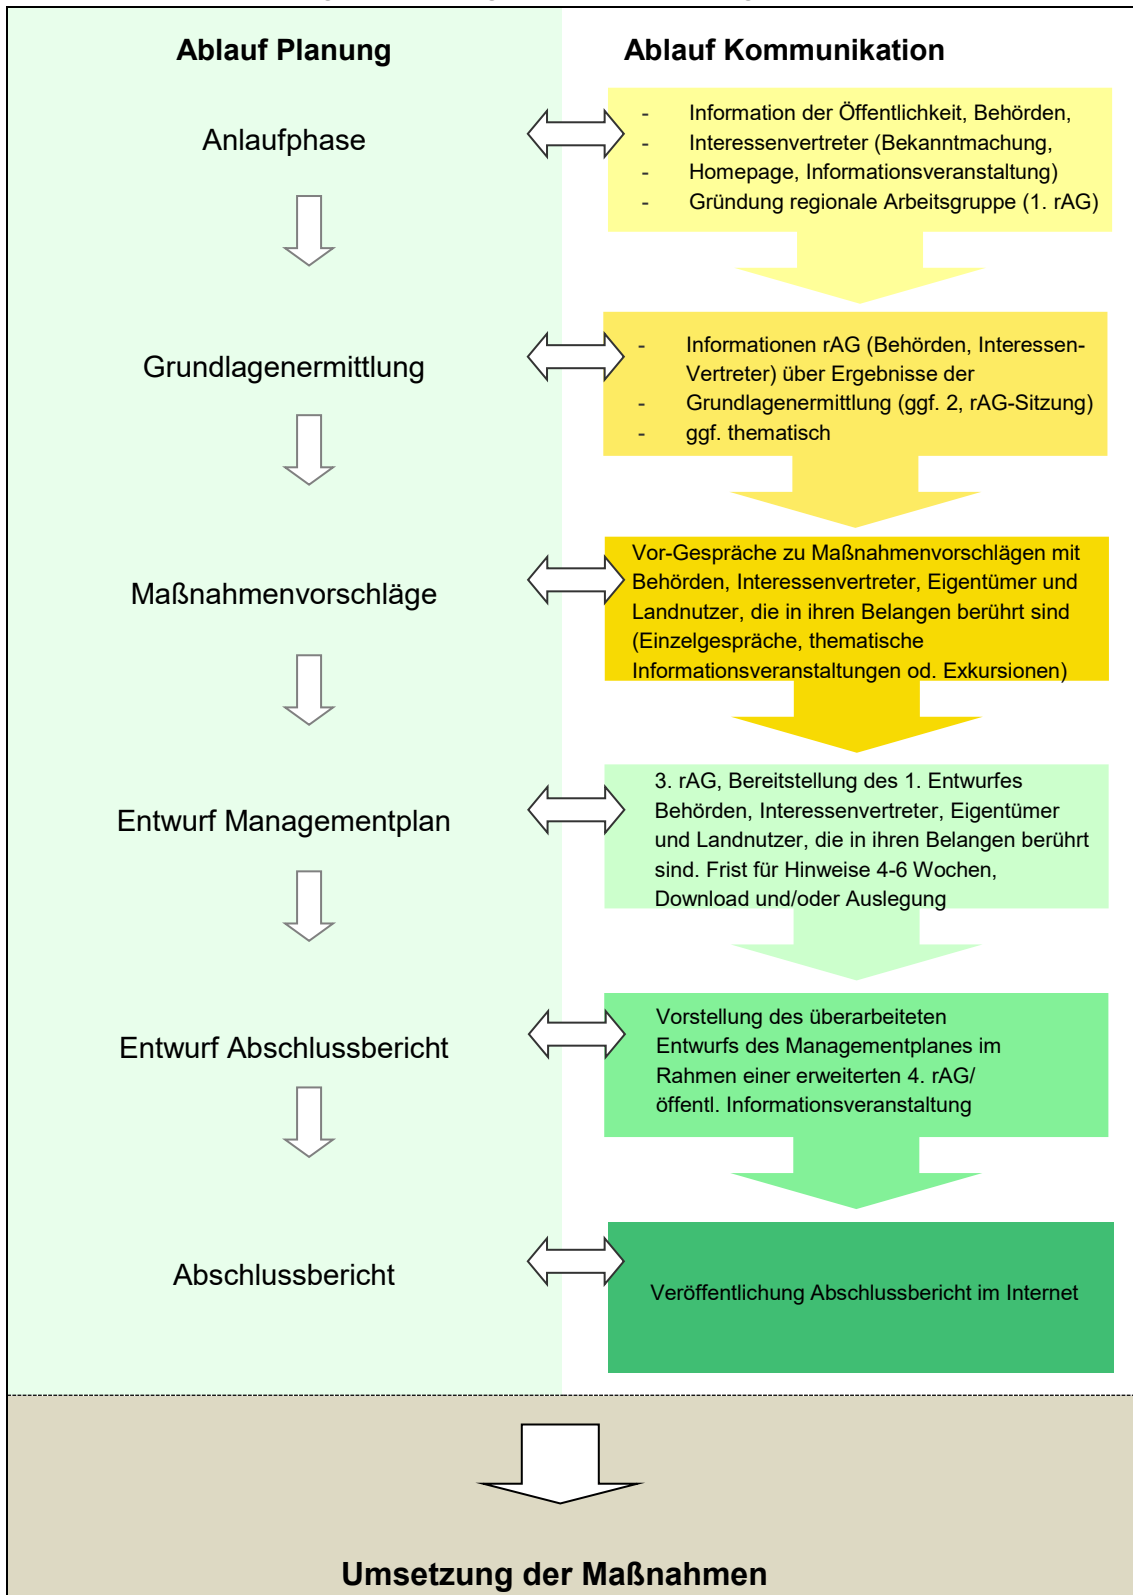 Ablauf Planung
Ablauf Kommunikation
Anlaufphase
- Information der Öffentlichkeit, Behörden,
- Interessenvertreter (Bekanntmachung,
- Homepage, Informationsveranstaltung)
- Gründung regionale Arbeitsgruppe (1. rAG)
Grundlagenermittlung
- Informationen rAG (Behörden, Interessen-
Vertreter) über Ergebnisse der
- Grundlagenermittlung (ggf. 2, rAG-Sitzung)
- ggf. thematisch
Maßnahmenvorschläge
Vor-Gespräche zu Maßnahmenvorschlägen mit
Behörden, Interessenvertreter, Eigentümer und
Landnutzer, die in ihren Belangen berührt sind
(Einzelgespräche, thematische
Informationsveranstaltungen od. Exkursionen)
Entwurf Managementplan
3. rAG, Bereitstellung des 1. Entwurfes
Behörden, Interessenvertreter, Eigentümer
und Landnutzer, die in ihren Belangen berührt
sind. Frist für Hinweise 4-6 Wochen,
Download und/oder Auslegung
Entwurf Abschlussbericht
Vorstellung des überarbeiteten
Entwurfs des Managementplanes im
Rahmen einer erweiterten 4. rAG/
öffentl. Informationsveranstaltung
Abschlussbericht
Veröffentlichung Abschlussbericht im Internet
Umsetzung der Maßnahmen